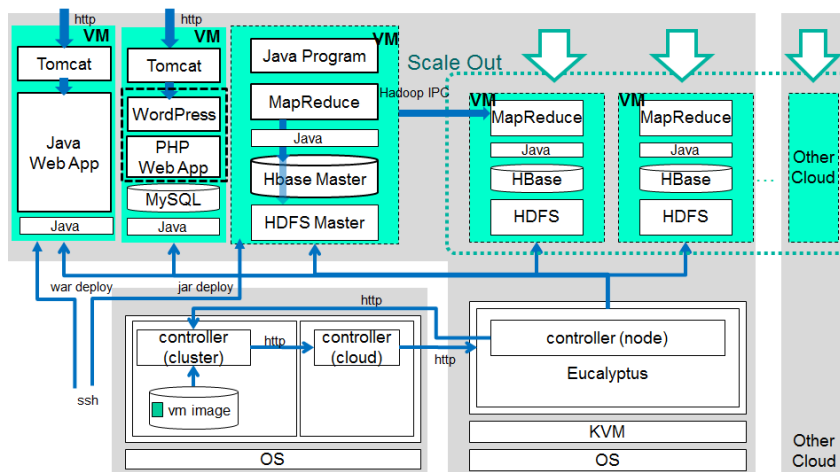 http
http
VM
VM
VM
Tomcat
Tomcat
Java Program
Scale Out
WordPress
MapReduce
Hadoop IPC
VM
MapReduce
VM
MapReduce
Java
Web App
PHP
Web App
Java
Java
Java
Other
Cloud
Hbase Master
HBase
HBase
MySQL
Java
Java
HDFS Master
HDFS
HDFS
war deploy
jar deploy
http
controller
(cluster)
http
controller
(cloud)
http
controller (node)
Eucalyptus
ssh
vm image
KVM
OS
OS
Other
Cloud